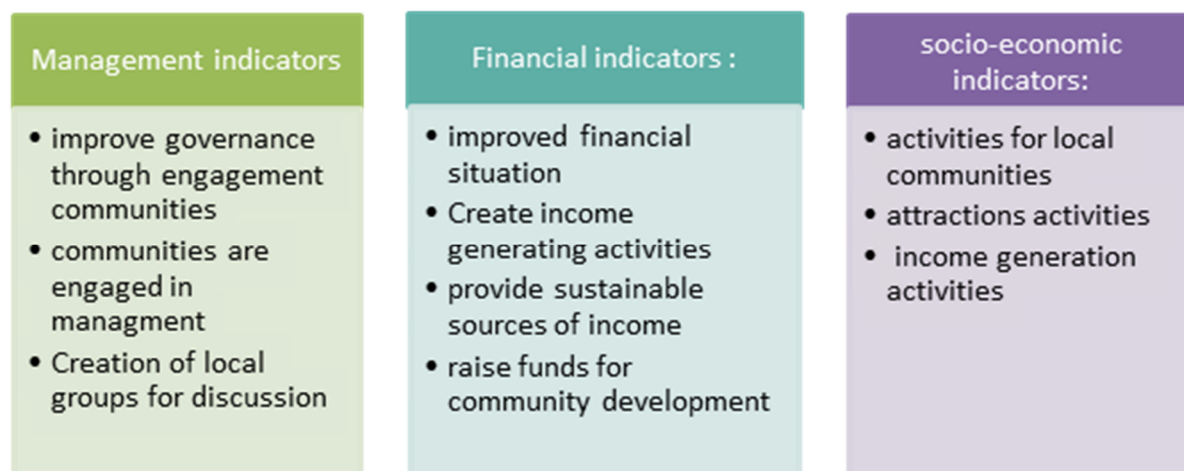 Management indicators
• improve governance
through engagement
communities
• communities are
engaged in
managment
• Creation of local
groups for discussion
Financial indicators :
• improved financial
situation
• Create income
generating activities
• provide sustainable
sources of income
• raise funds for
community development
socio-economic
indicators:
• activities for local
communities
• attractions activities
• income generation
activities